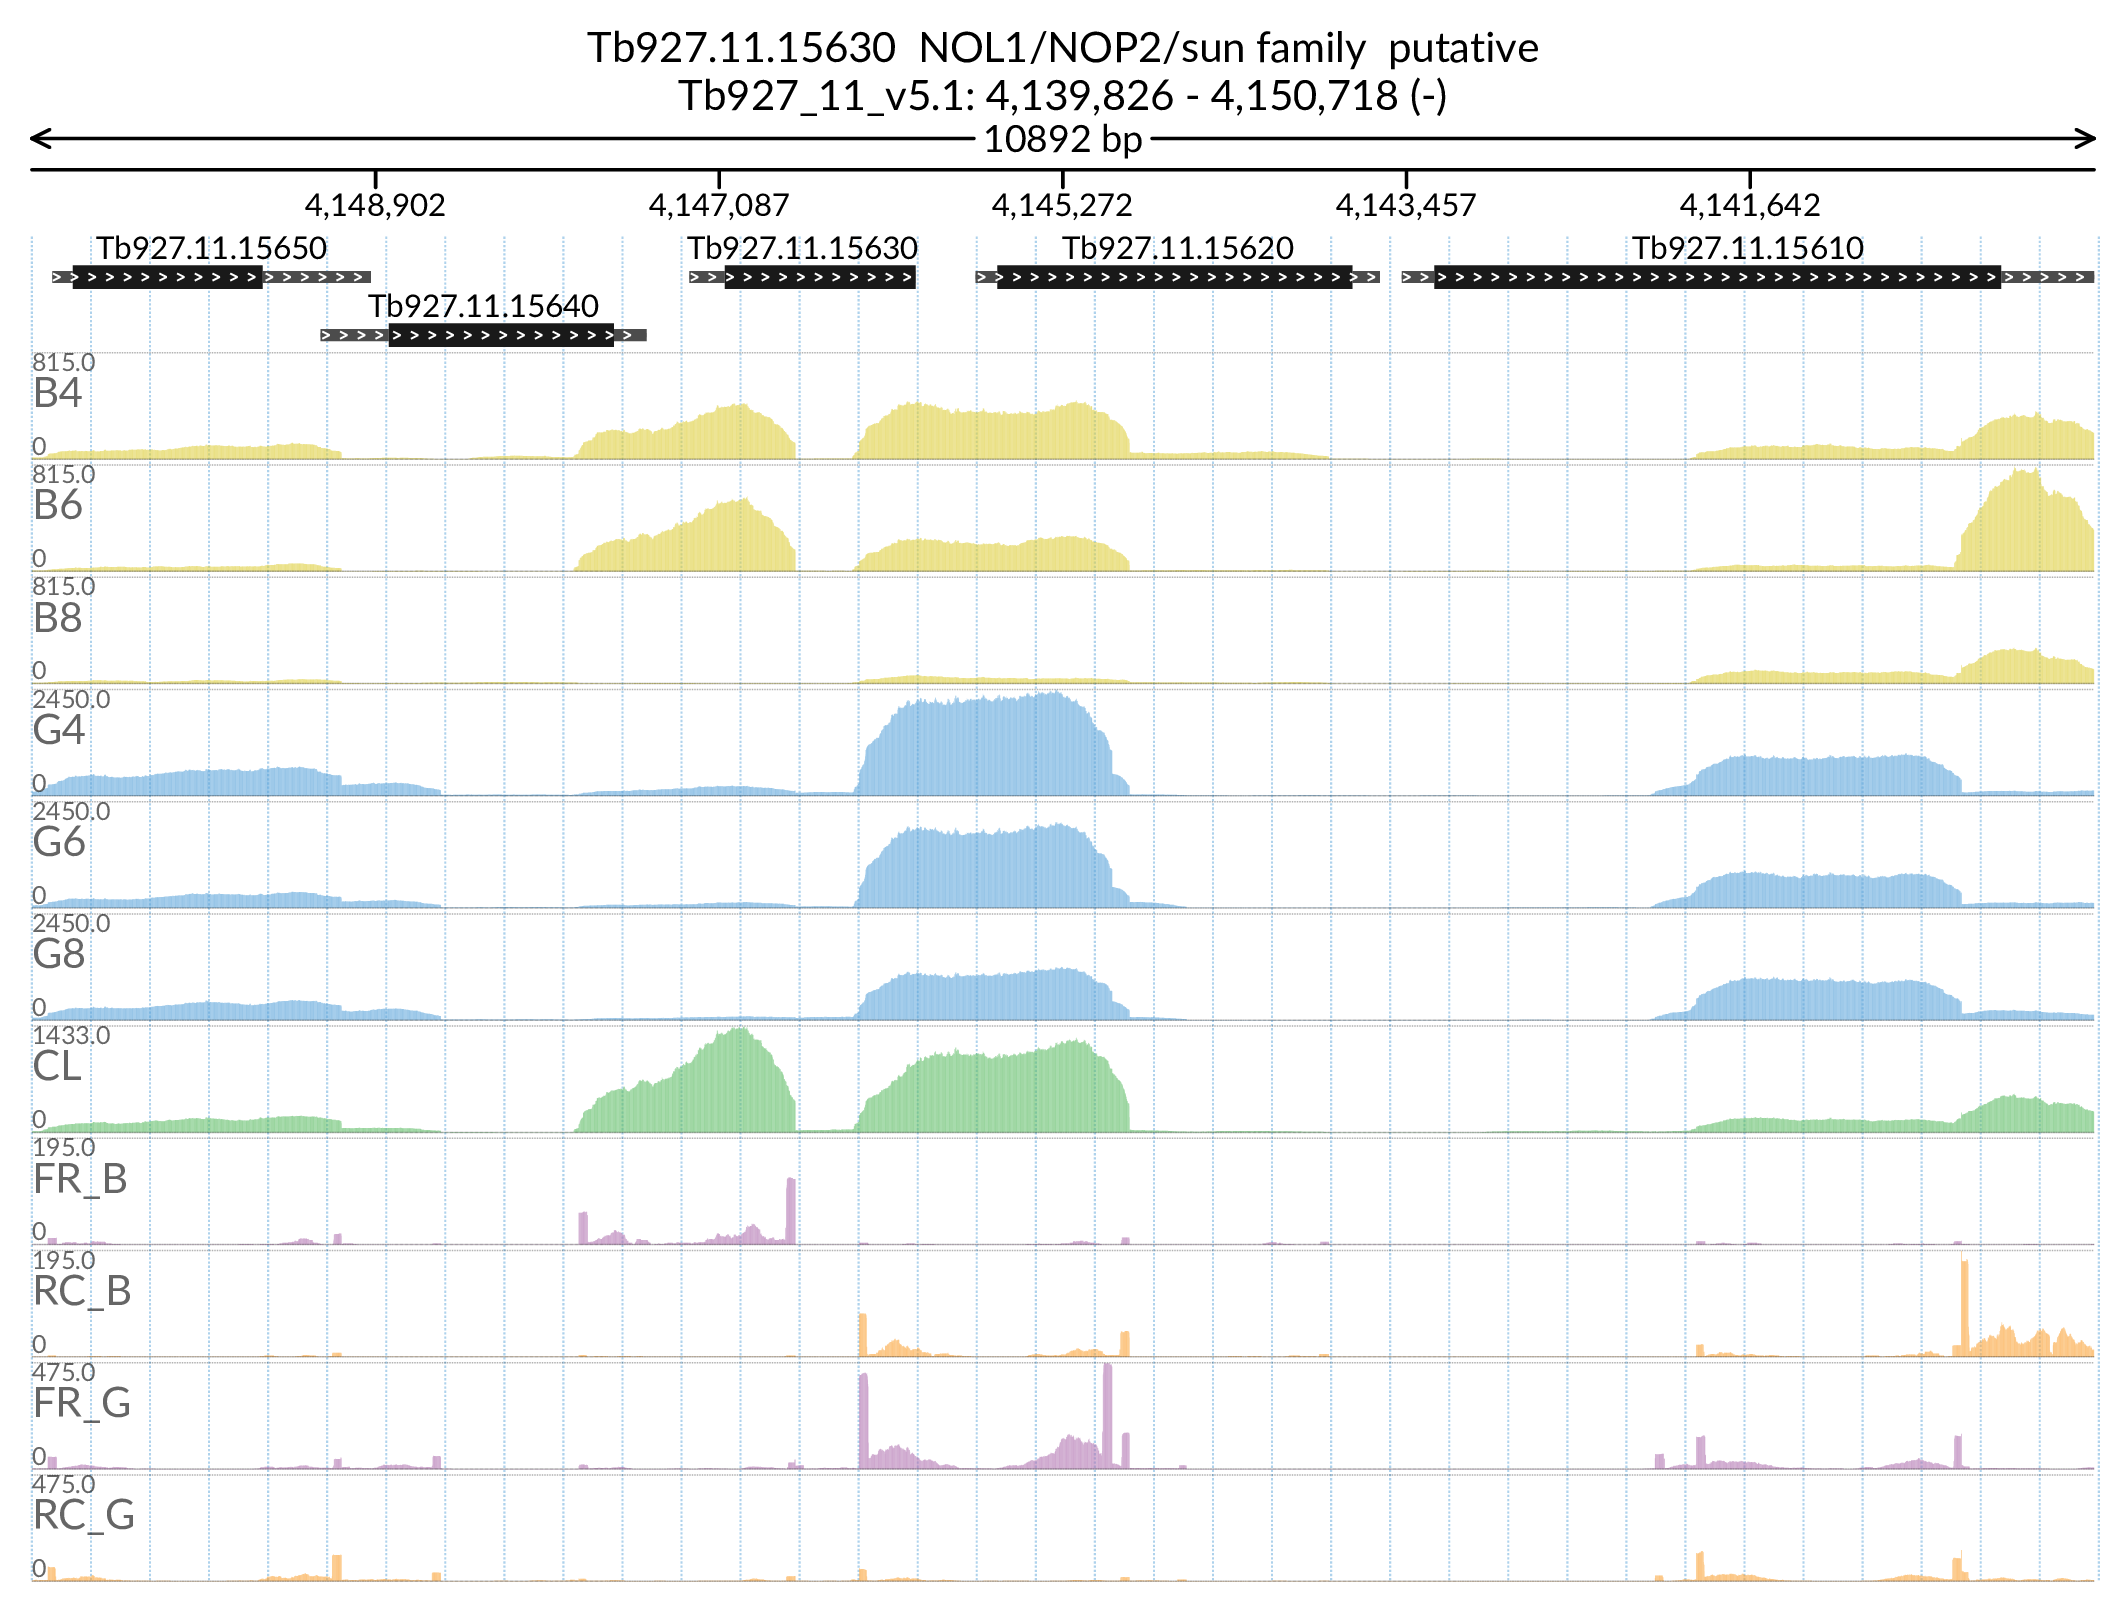 Tb927.11.15630 NOL1/NOP2/sun family putative
Tb927_11_v5.1: 4,139,826 - 4,150,718 (-)
10892 bp
4,148,902 4,147,087 4,145,272 4,143,457 4,141,642
Tb927.11.15650 Tb927.11.15630 Tb927.11.15620 Tb927.11.15610
Tb927.11.15640
815.0
B4
0
815.0
B6
0
815.0
B8
0
2450.0
G4
0
2450.0
G6
0
2450.0
G8
0
1433.0
CL
0
195.0
FR_B
0
195.0
RC_B
0
475.0
FR_G
0
475.0
RC_G
0